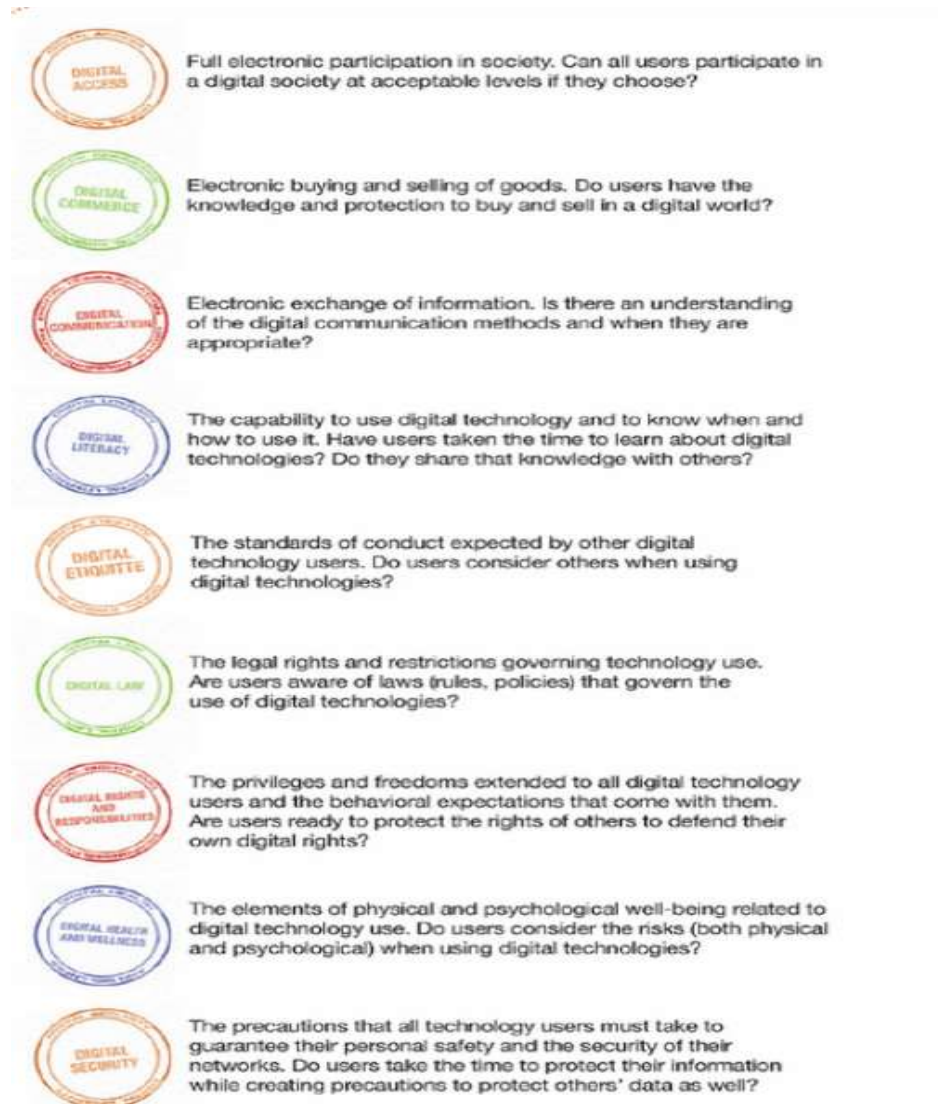 DIGITAL
ACCESS
Full electronic participation in society. Can all users participate in
a digital society at acceptable levels if they choose?
DIGITAL
COMMERCE
Electronic buying and selling of goods. Do users have the
knowledge and protection to buy and sell in a digital world?
DIGITAL
COMMUNICATION
Electronic exchange of information. Is there an understanding
of the digital communication methods and when they are
appropriate?
DIGITAL
LITERACY
The capability to use digital technology and to know when and
how to use it. Have users taken the time to learn about digital
technologies? Do they share that knowledge with others?
DIGITAL
ETIQUITTE
The standards of conduct expected by other digital
technology users. Do users consider others when using
digital technologies?
DIGITAL LAW
The legal rights and restrictions governing technology use.
Are users aware of laws (rules, policies) that govern the
use of digital technologies?
DIGITAL RIGHTS
AND
RESPONSIBILITIES
The privileges and freedoms extended to all digital technology
users and the behavioral expectations that come with them.
Are users ready to protect the rights of others to defend their
own digital rights?
DIGITAL HEALTH
AND WELLNESS
The elements of physical and psychological well-being related to
digital technology use. Do users consider the risks (both physical
and psychological) when using digital technologies?
DIGITAL
SECURITY
The precautions that all technology users must take to
guarantee their personal safety and the security of their
networks. Do users take the time to protect their information
while creating precautions to protect others' data as well?